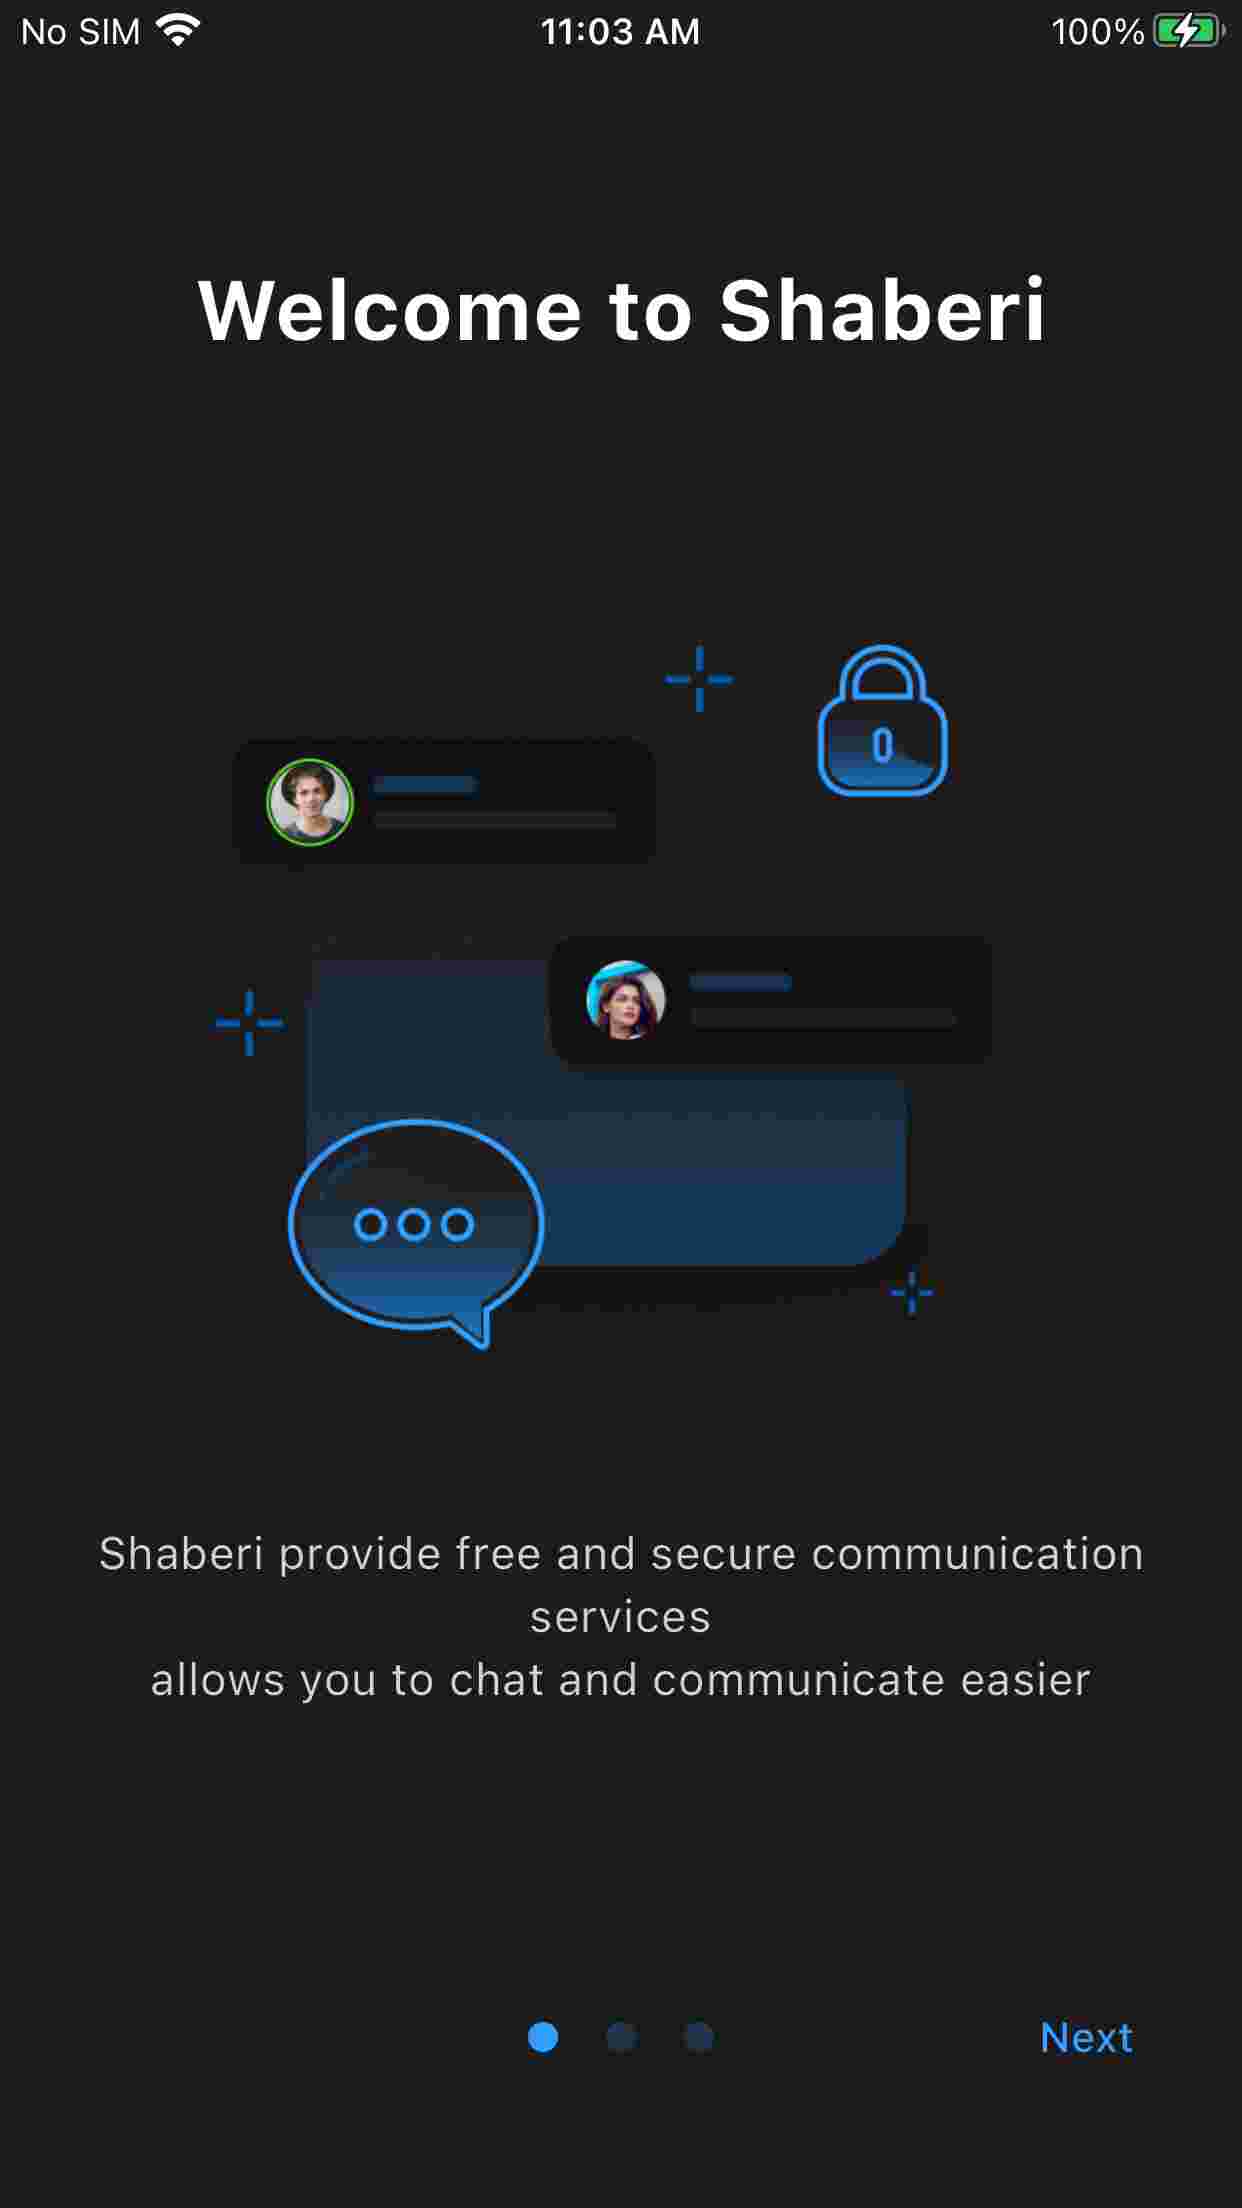 No SIM 11:03 AM 100%
Welcome to Shaberi
Shaberi provide free and secure communication
services
allows you to chat and communicate easier
Next